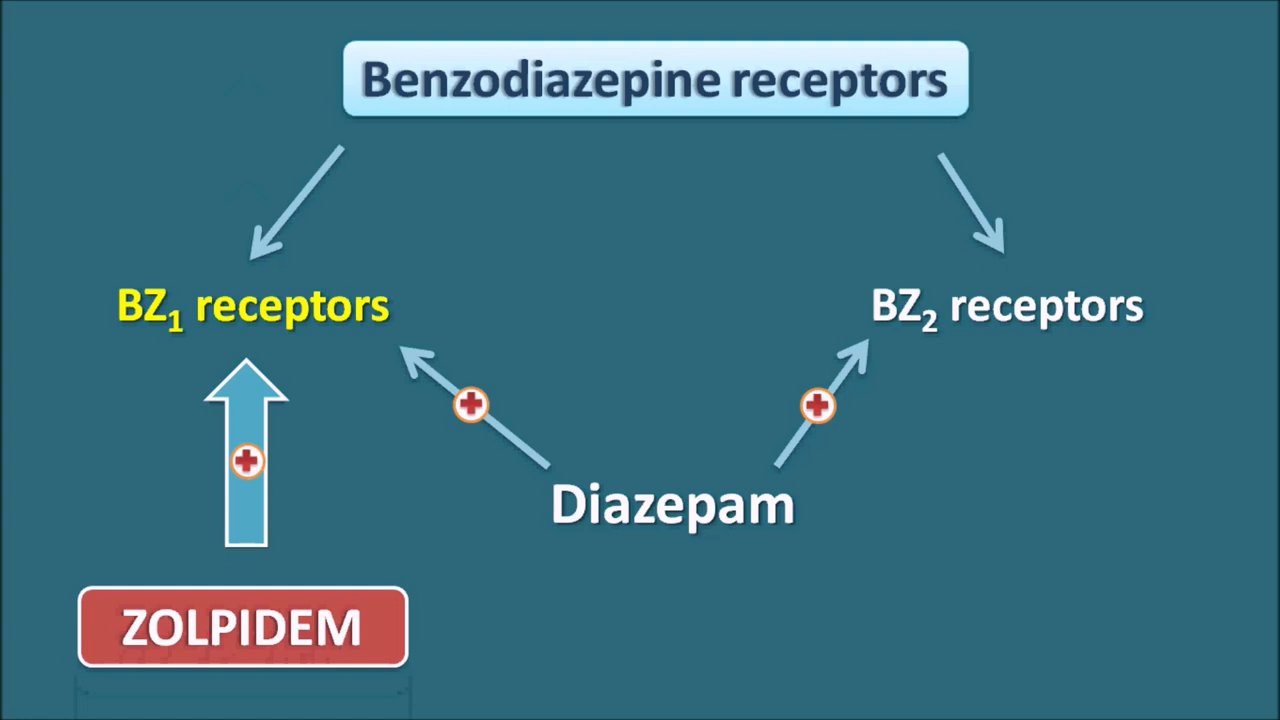 Benzodiazepine receptors
BZ₁ receptors
BZ₂ receptors
Diazepam
ZOLPIDEM